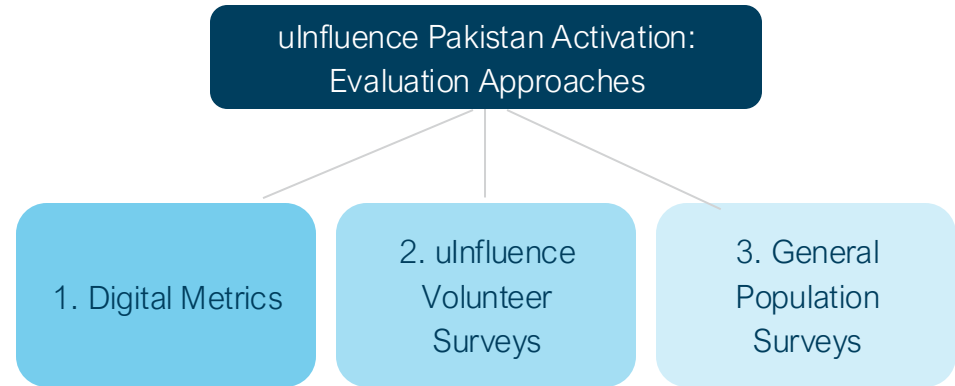 uInfluence Pakistan Activation:
Evaluation Approaches
1. Digital Metrics
2. uInfluence
Volunteer
Surveys
3. General
Population
Surveys